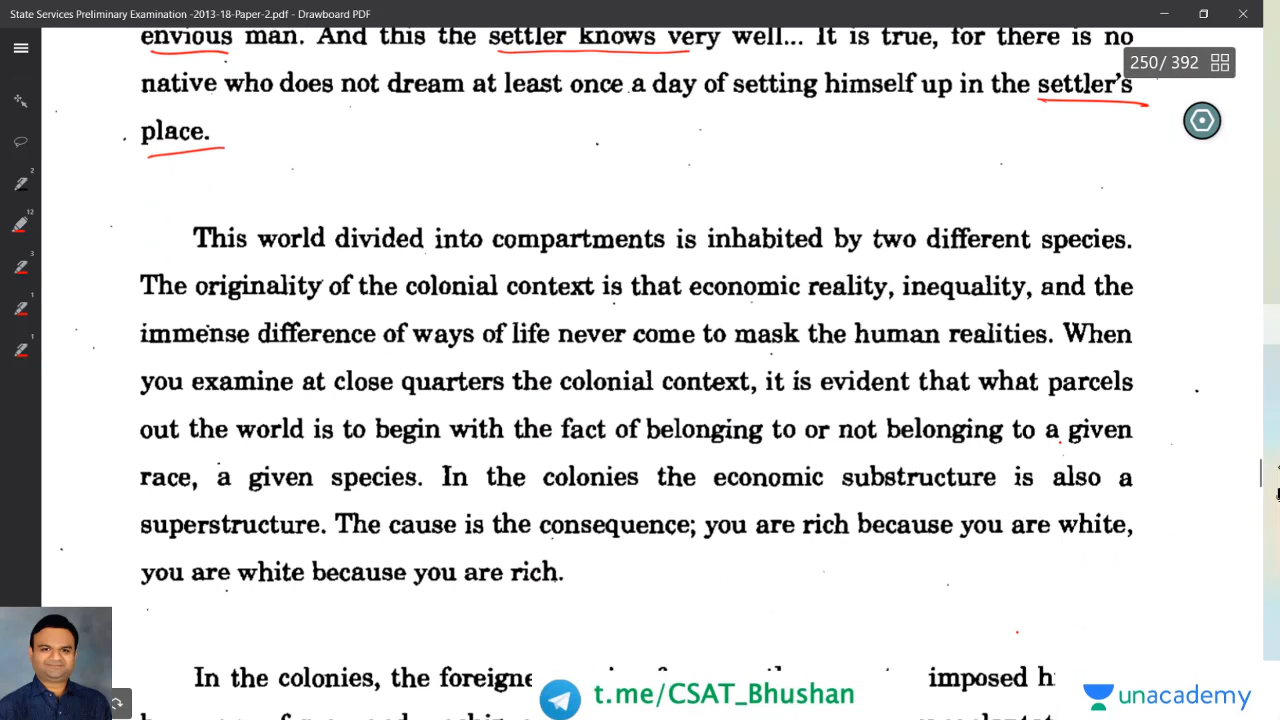 State Services Preliminary Examination -2013-18-Paper-2.pdf - Drawboard PDF
envious man. And this the settler knows very well... It is true, for there is no
250 / 392
native who does not dream at least once a day of setting himself up in the settler's
place.
2
12
3
1
1
This world divided into compartments is inhabited by two different species.
The originality of the colonial context is that economic reality, inequality, and the
immense difference of ways of life never come to mask the human realities. When
you examine at close quarters the colonial context, it is evident that what parcels
out the world is to begin with the fact of belonging to or not belonging to a given
race, a given species. In the colonies the economic substructure is also a
superstructure. The cause is the consequence; you are rich because you are white,
you are white because you are rich.
In the colonies, the foreigne imposed h
t.me/CSAT_Bhushan
unacademy